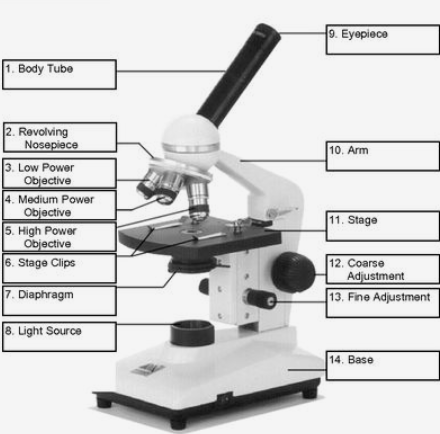 1. Body Tube
2. Revolving
Nosepiece
3. Low Power
Objective
4. Medium Power
Objective
5. High Power
Objective
6. Stage Clips
7. Diaphragm
8. Light Source
9. Eyepiece
10. Arm
11. Stage
12. Coarse
Adjustment
13. Fine Adjustment
14. Base